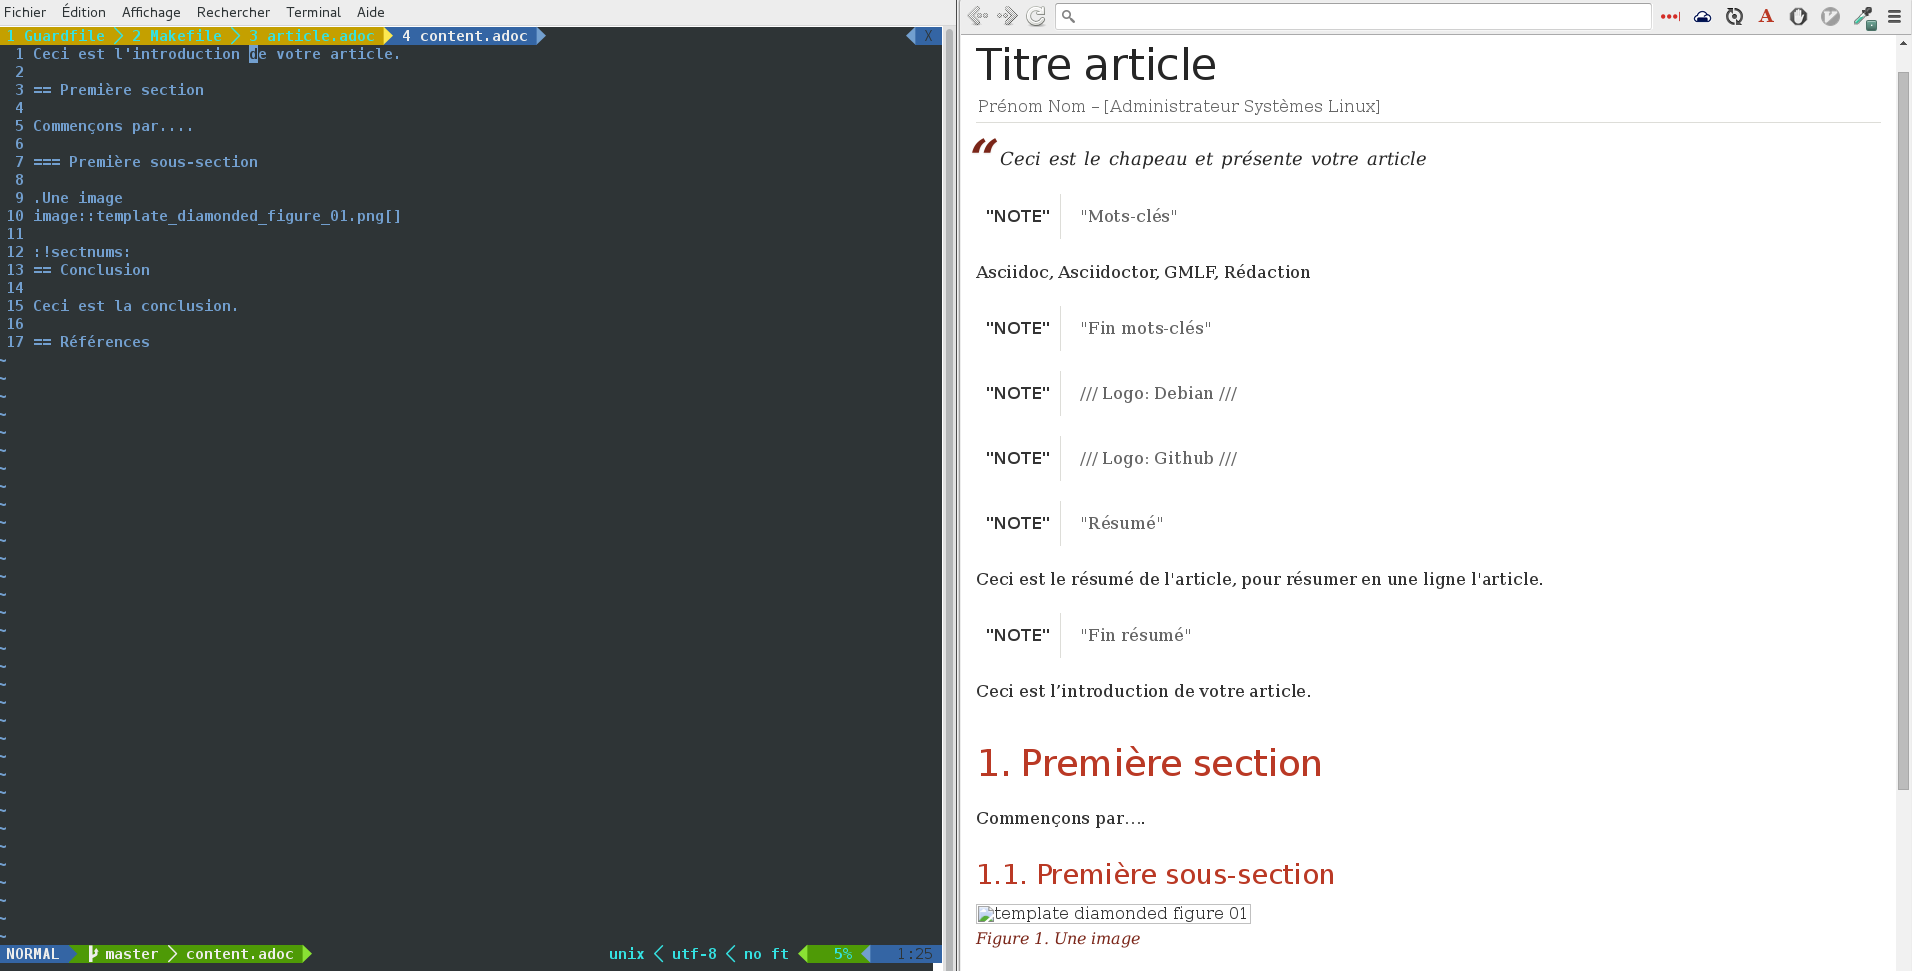 Fichier Édition Affichage Rechercher Terminal Aide
1 Guardfile 2 Makefile 3 article.adoc 4 content.adoc X
1 Ceci est l'introduction de votre article.
2
3 == Première section
4
5 Commençons par....
6
7 === Première sous-section
8
9 .Une image
10 image::template_diamonded_figure_01.png[]
11
12 :!sectnums:
13 == Conclusion
14
15 Ceci est la conclusion.
16
17 == Références
NORMAL master content.adoc unix utf-8 no ft 5% 1:25
Titre article
Prénom Nom – [Administrateur Systèmes Linux]
“ Ceci est le chapeau et présente votre article
"NOTE" "Mots-clés"
Asciidoc, Asciidoctor, GMLF, Rédaction
"NOTE" "Fin mots-clés"
"NOTE" /// Logo: Debian ///
"NOTE" /// Logo: Github ///
"NOTE" "Résumé"
Ceci est le résumé de l'article, pour résumer en une ligne l'article.
"NOTE" "Fin résumé"
Ceci est l’introduction de votre article.
1. Première section
Commençons par….
1.1. Première sous-section
template diamonded figure 01
Figure 1. Une image